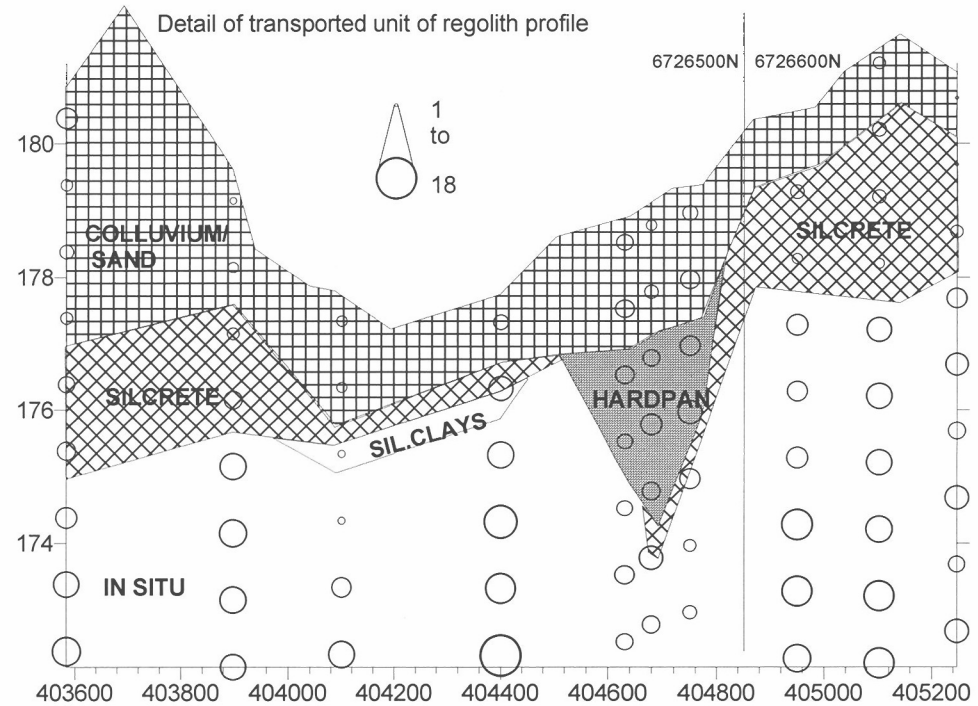 Detail of transported unit of regolith profile
6726500N 6726600N
1
to
18
180
COLLUVIUM/
SAND
SILCRETE
178
SILCRETE
HARDPAN
176
SIL.CLAYS
174
IN SITU
403600 403800 404000 404200 404400 404600 404800 405000 405200